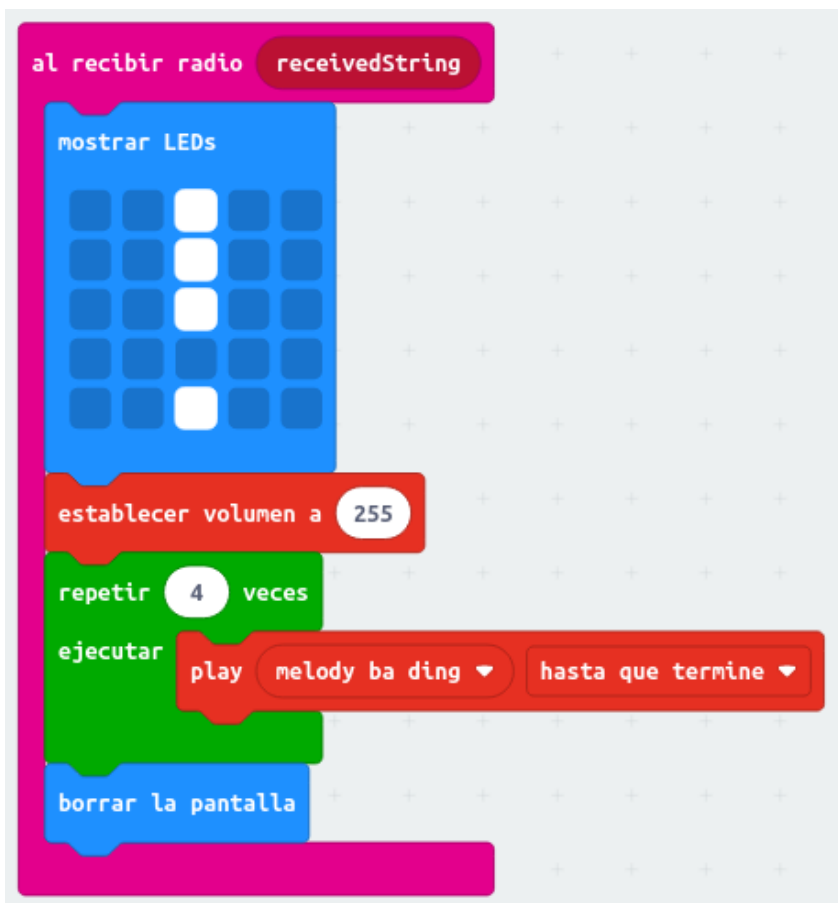 al recibir radio receivedString
mostrar LEDs
establecer volumen a 255
repetir 4 veces
ejecutar
play melody ba ding hasta que termine
borrar la pantalla